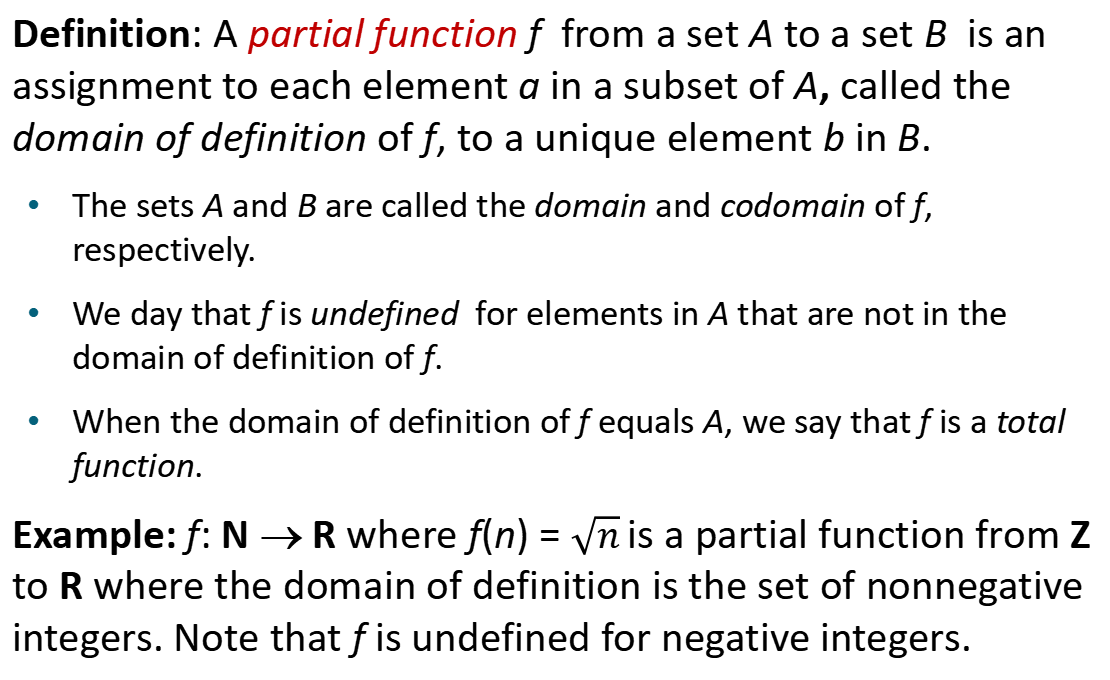 Definition: A partial function f from a set A to a set B is an
assignment to each element a in a subset of A, called the
domain of definition of f, to a unique element b in B.
• The sets A and B are called the domain and codomain of f,
respectively.
• We day that f is undefined for elements in A that are not in the
domain of definition of f.
• When the domain of definition of f equals A, we say that f is a total
function.
Example: f: N → R where f(n) = √n is a partial function from Z
to R where the domain of definition is the set of nonnegative
integers. Note that f is undefined for negative integers.